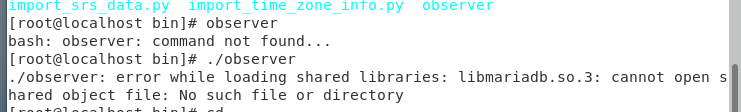 import_srs_data.py  import_time_zone_info.py  observer
[root@localhost bin]# observer
bash: observer: command not found...
[root@localhost bin]# ./observer
./observer: error while loading shared libraries: libmariadb.so.3: cannot open s
hared object file: No such file or directory
[root@localhost bin]# cd